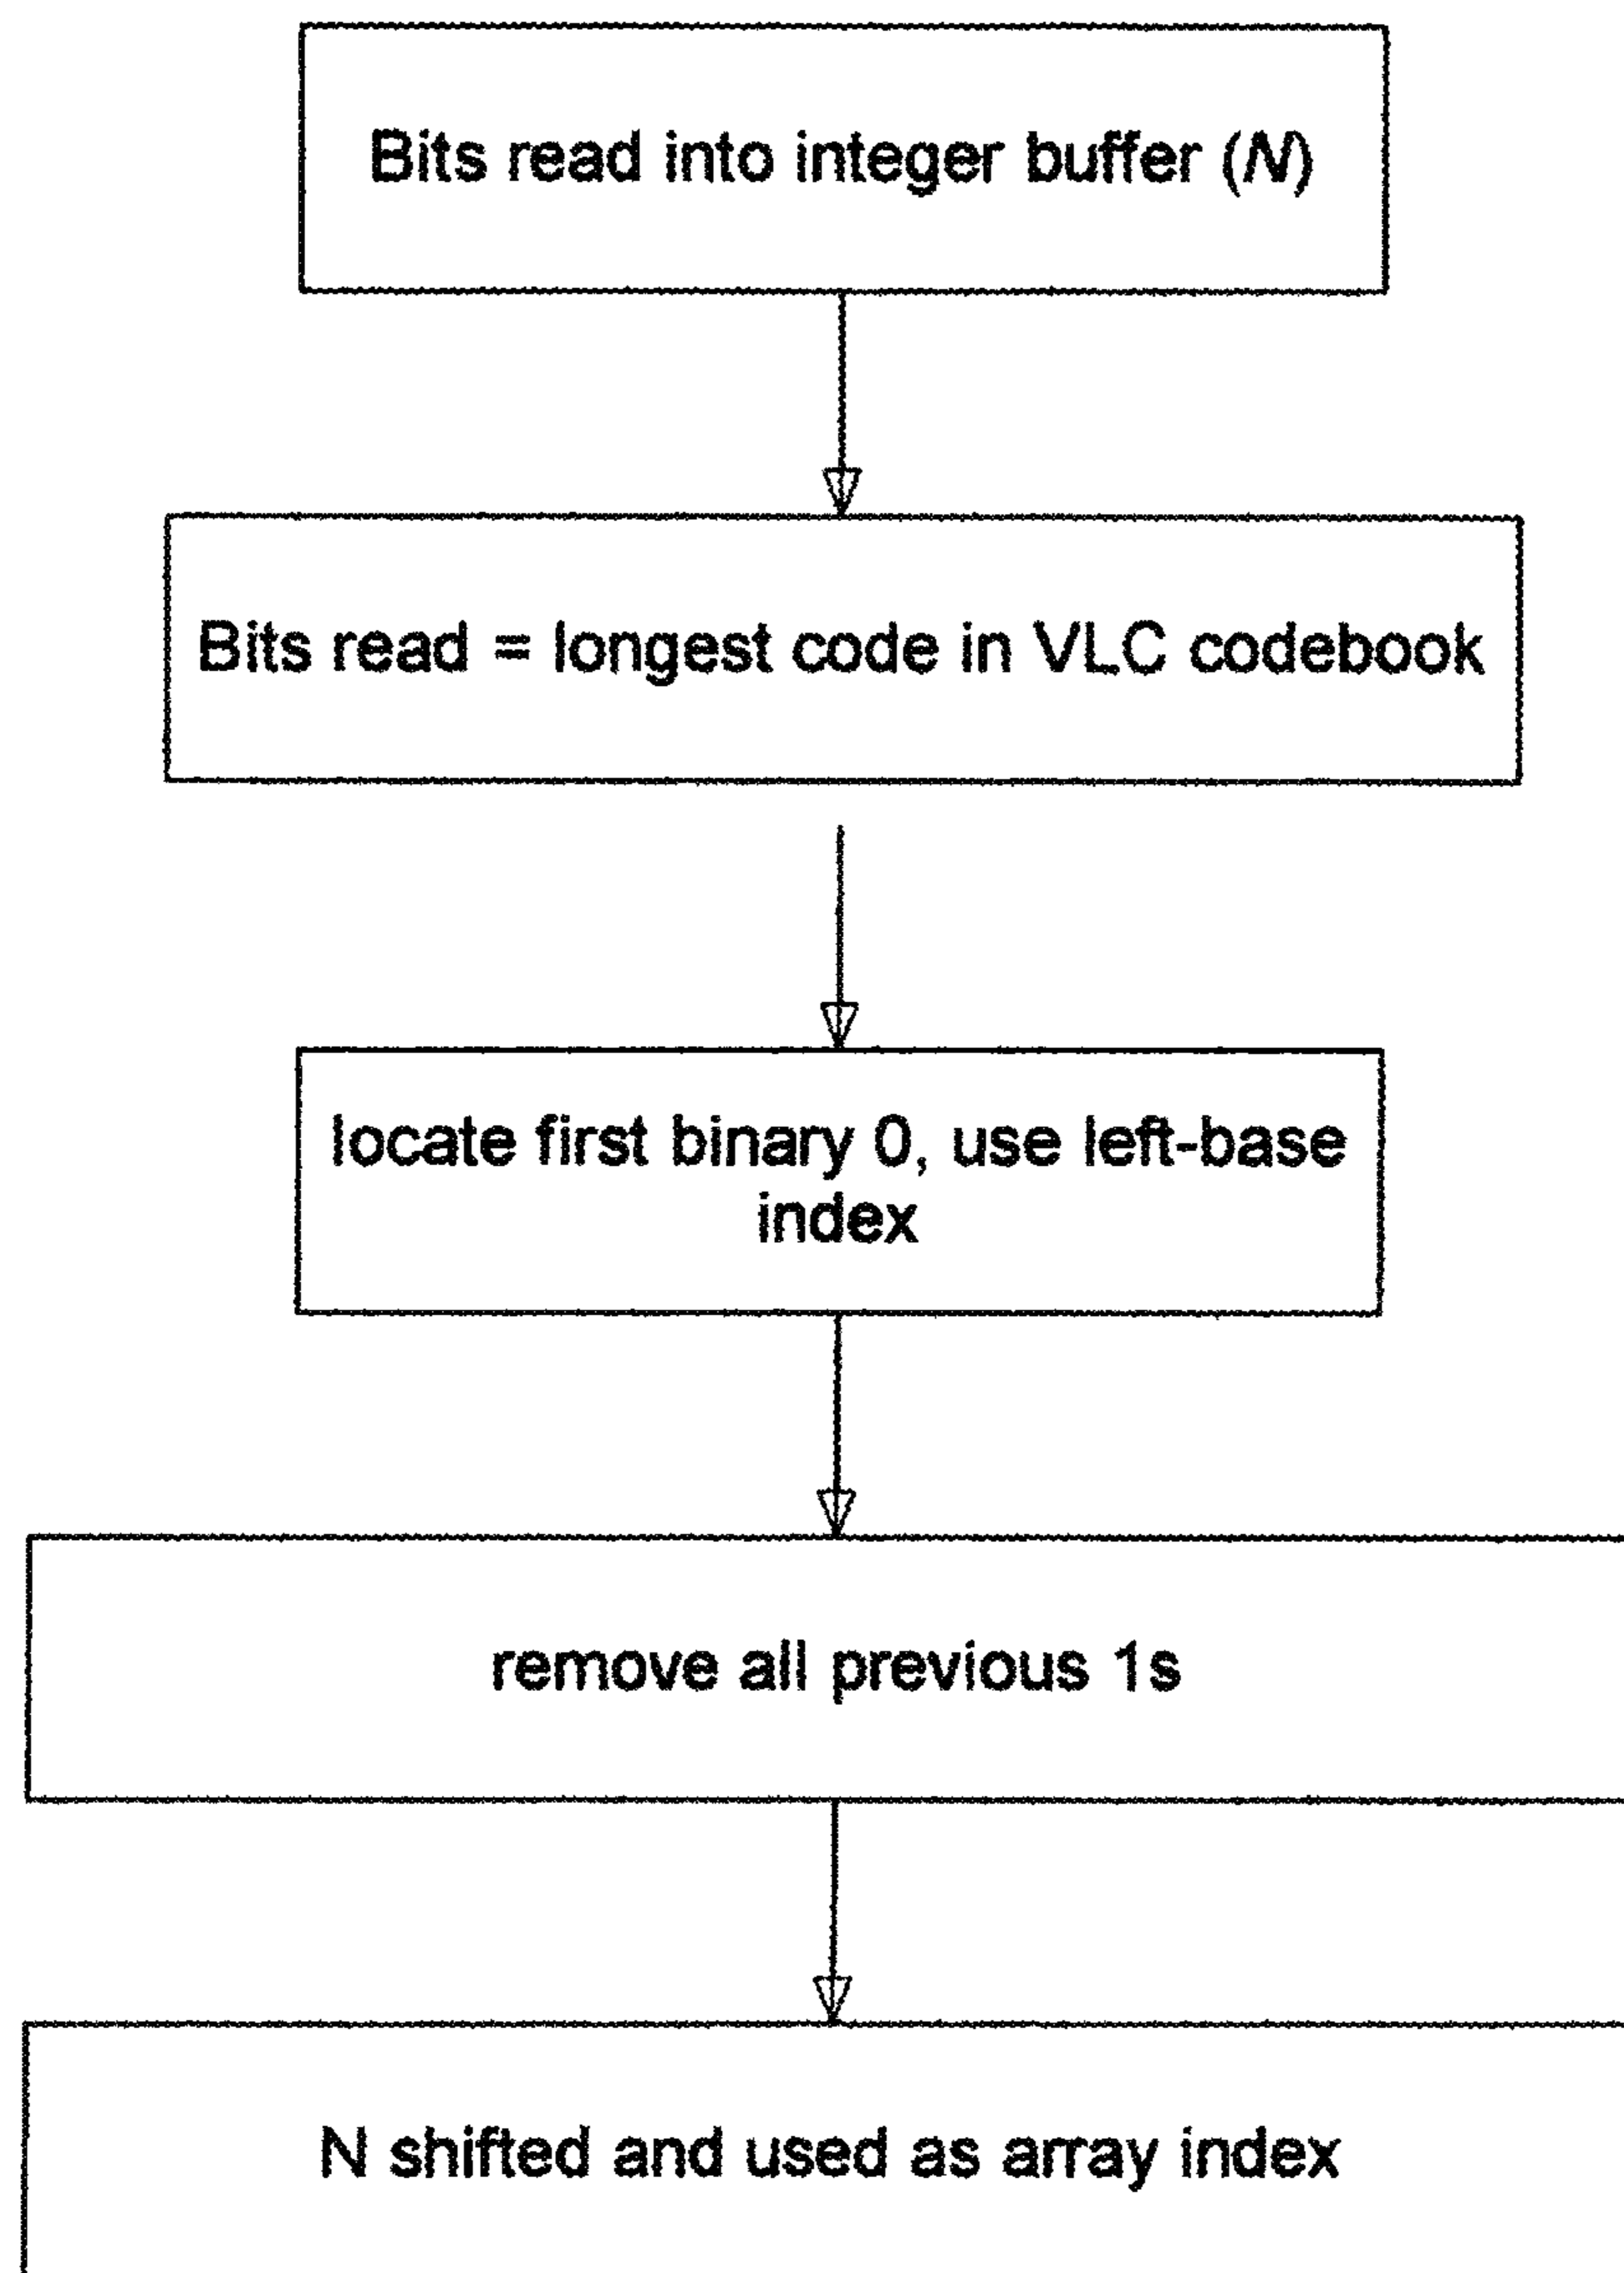 Bits read into integer buffer (N)
Bits read = longest code in VLC codebook
locate first binary 0, use left-base
index
remove all previous 1s
N shifted and used as array index